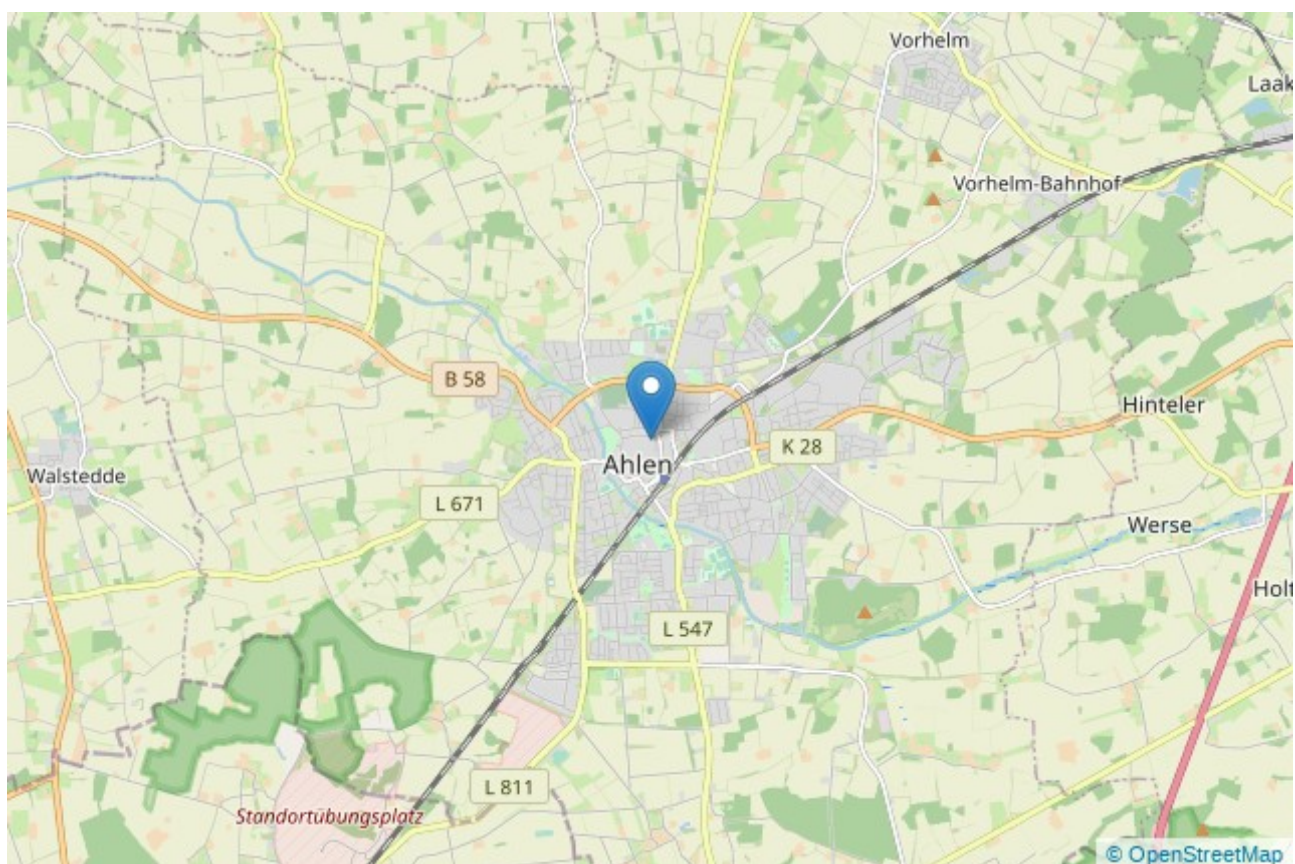 Vorhelm
Laak
Vorhelm-Bahnhof
B 58
Hinteler
Ahlen
K 28
Walstedde
L 671
Werse
Holt
L 547
L 811
Standortübungsplatz
© OpenStreetMap